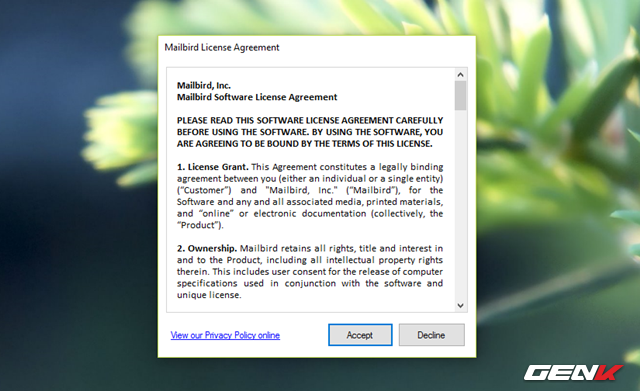 Mailbird License Agreement
Mailbird, Inc.
Mailbird Software License Agreement
PLEASE READ THIS SOFTWARE LICENSE AGREEMENT CAREFULLY
BEFORE USING THE SOFTWARE. BY USING THE SOFTWARE, YOU
ARE AGREEING TO BE BOUND BY THE TERMS OF THIS LICENSE.
1. License Grant. This Agreement constitutes a legally binding
agreement between you (either an individual or a single entity)
(“Customer”) and "Mailbird, Inc." (“Mailbird”), for the
Software and any and all associated media, printed materials,
and “online” or electronic documentation (collectively, the
“Product”).
2. Ownership. Mailbird retains all rights, title and interest in
and to the Product, including all intellectual property rights
therein. This includes user consent for the release of computer
specifications used in conjunction with the software and
unique license.
View our Privacy Policy online
Accept
Decline
GENK